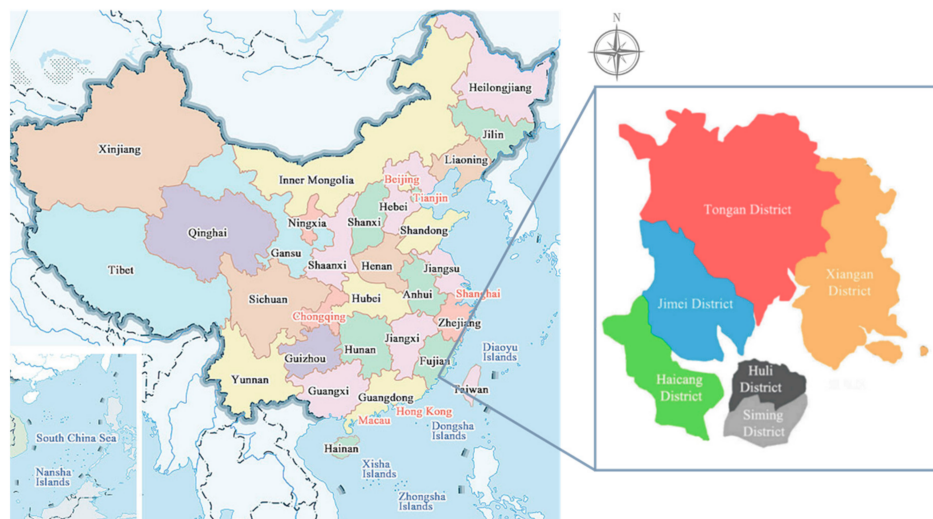 N
Heilongjiang
Jilin
Liaoning
Xinjiang
Inner Mongolia
Beijing
Tianjin
Hebei
Ningxia
Shanxi
Shandong
Qinghai
Gansu
Shaanxi
Henan
Jiangsu
Tibet
Sichuan
Hubei
Anhui
Shanghai
Chongqing
Zhejiang
Jiangxi
Hunan
Guizhou
Fujian
Diaoyu
Islands
Yunnan
Guangxi
Guangdong
Taiwan
Macau
Hong Kong
Dongsha
Islands
Hainan
Xisha
Islands
Zhongsha
Islands
South China Sea
Nansha
Islands
Tongan District
Xiangan
District
Jimei District
Haicang
District
Huli
District
Siming
District